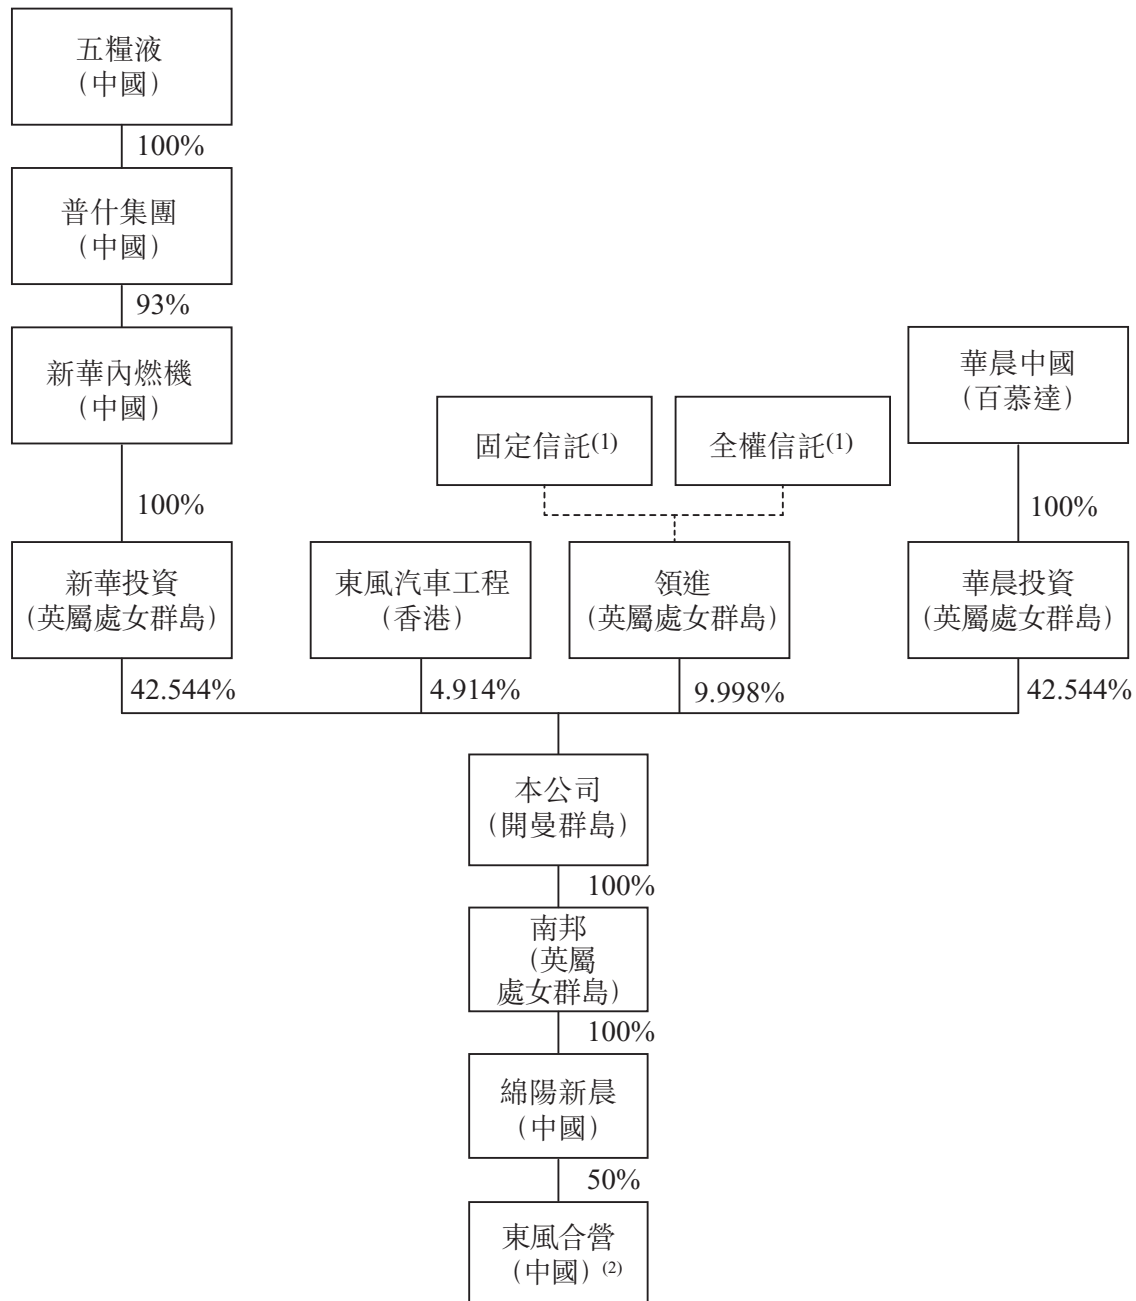 五糧液
(中國)
100%
普什集團
(中國)
93%
新華內燃機
(中國)
華晨中國
(百慕達)
固定信託(1)
全權信託(1)
100%
100%
新華投資
(英屬處女群島)
東風汽車工程
(香港)
領進
(英屬處女群島)
華晨投資
(英屬處女群島)
42.544%
4.914%
9.998%
42.544%
本公司
(開曼群島)
100%
南邦
(英屬
處女群島)
100%
綿陽新晨
(中國)
50%
東風合營
(中國)(2)